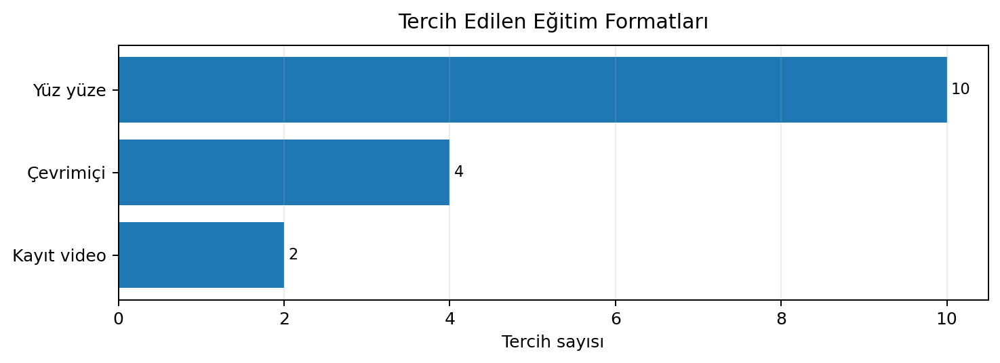 Tercih Edilen Eğitim Formatları
Yüz yüze
10
Çevrimiçi
4
Kayıt video
2
0 2 4 6 8 10
Tercih sayısı